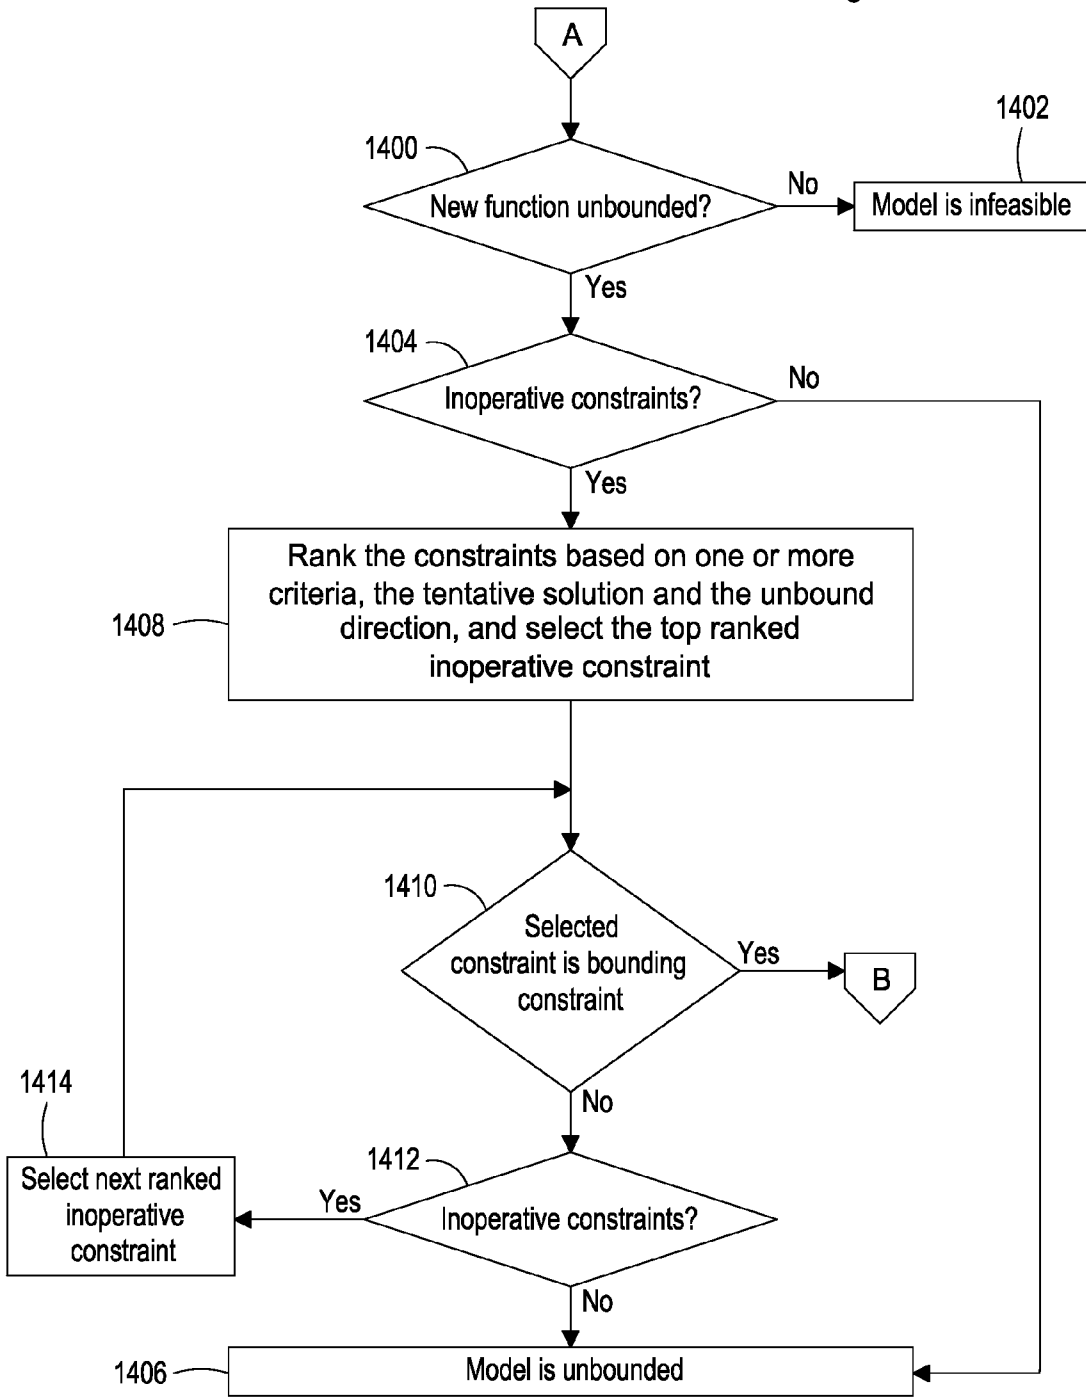 A
1400
New function unbounded?
No
1402
Model is infeasible
Yes
1404
Inoperative constraints?
No
Yes
1408
Rank the constraints based on one or more
criteria, the tentative solution and the unbound
direction, and select the top ranked
inoperative constraint
1410
Selected
constraint is bounding
constraint
Yes
B
No
1414
Select next ranked
inoperative
constraint
Yes
1412
Inoperative constraints?
No
1406
Model is unbounded